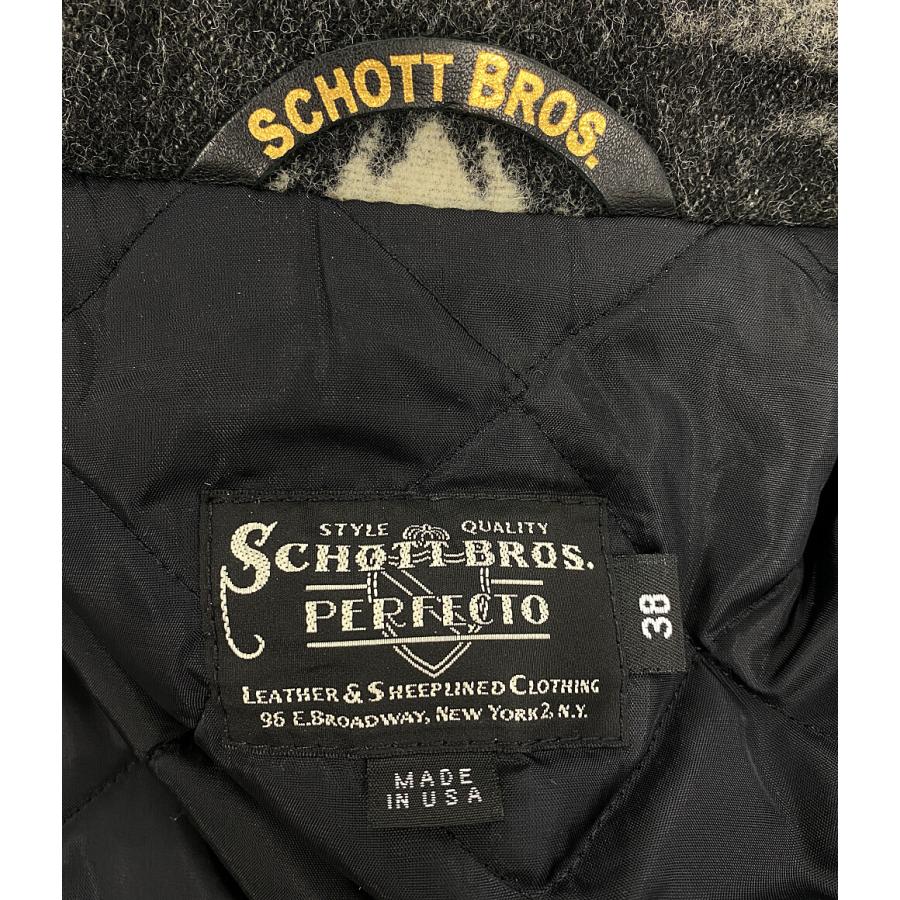 SCHOTT BROS.
STYLE QUALITY
SCHOTT BROS.
PERFECTO
LEATHER & SHEEPLINED CLOTHING
96 E. BROADWAY, NEW YORK 2, N.Y.
38
MADE
IN USA